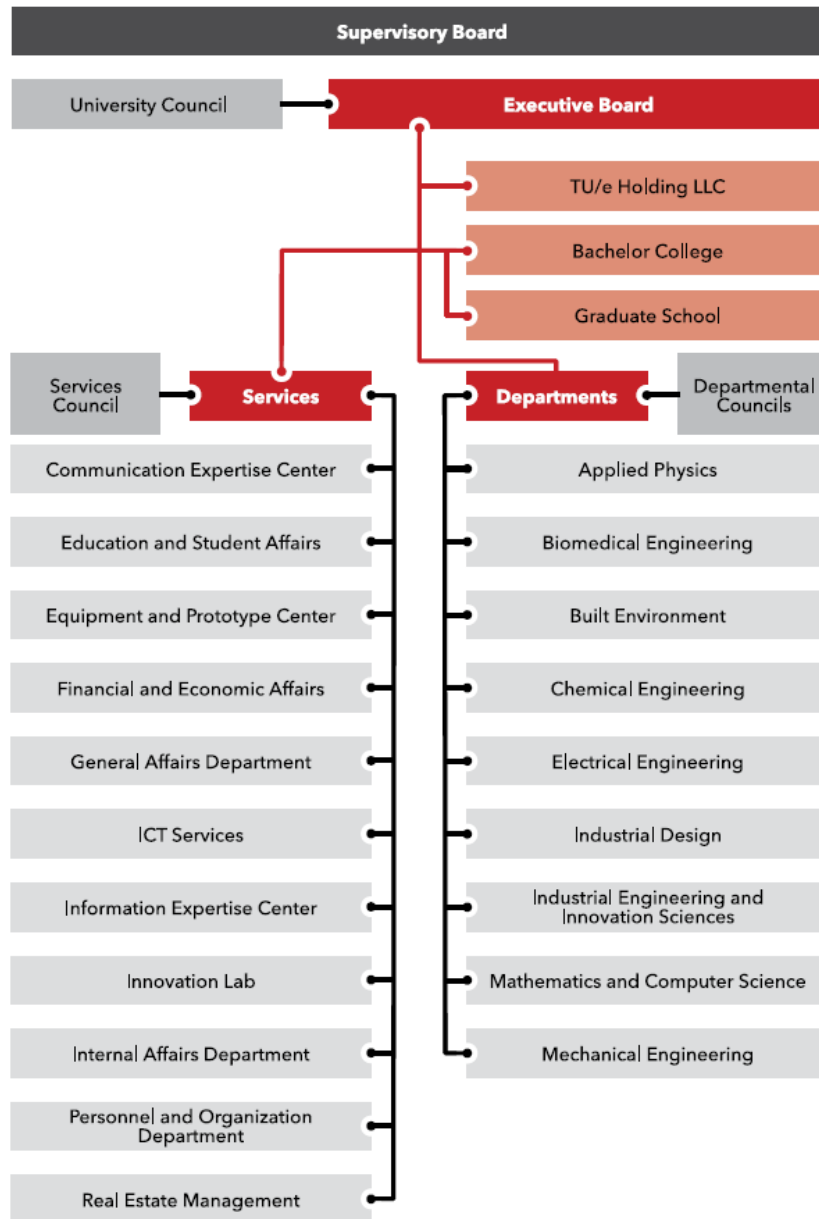 Supervisory Board
University Council
Executive Board
TU/e Holding LLC
Bachelor College
Graduate School
Services
Council
Services
Departments
Departmental
Councils
Communication Expertise Center
Education and Student Affairs
Equipment and Prototype Center
Financial and Economic Affairs
General Affairs Department
ICT Services
Information Expertise Center
Innovation Lab
Internal Affairs Department
Personnel and Organization
Department
Real Estate Management
Applied Physics
Biomedical Engineering
Built Environment
Chemical Engineering
Electrical Engineering
Industrial Design
Industrial Engineering and
Innovation Sciences
Mathematics and Computer Science
Mechanical Engineering